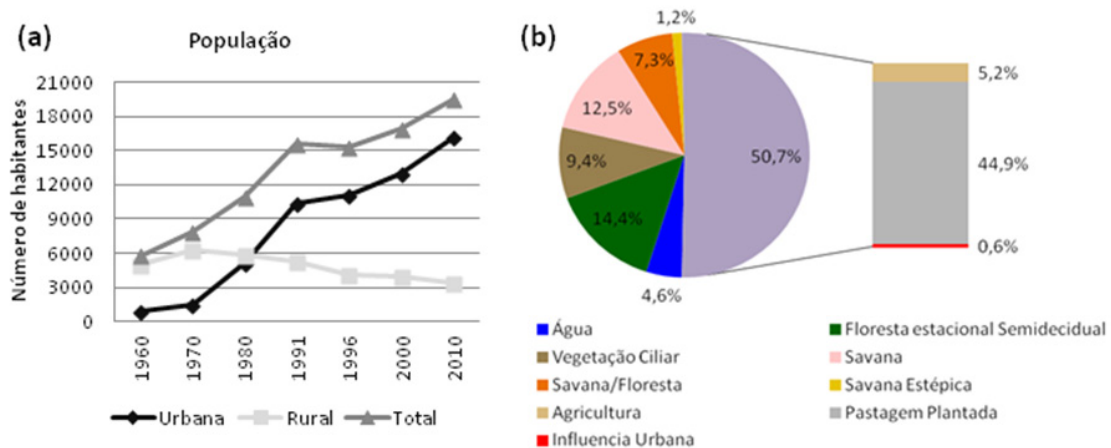 (a)
População
Número de habitantes
21000
18000
15000
12000
9000
6000
3000
0
1960
1970
1980
1991
1996
2000
2010
Urbana Rural Total
(b)
1,2%
7,3%
12,5%
9,4%
14,4%
4,6%
50,7%
5,2%
44,9%
0,6%
Água Floresta estacional Semidecidual
Vegetação Ciliar Savana
Savana/Floresta Savana Estépica
Agricultura Pastagem Plantada
Influencia Urbana